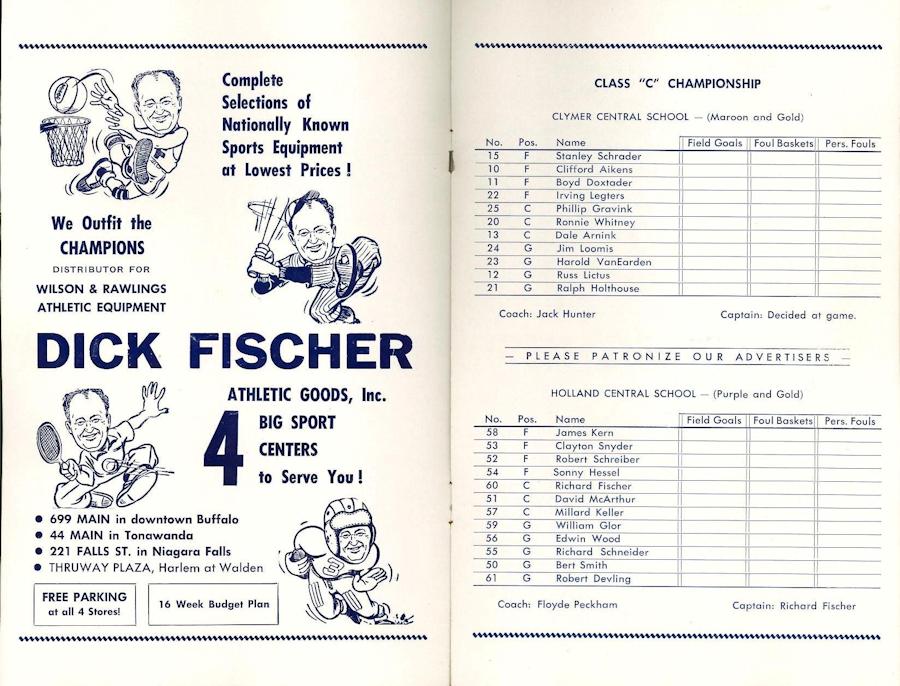 Complete
Selections of
Nationally Known
Sports Equipment
at Lowest Prices !
We Outfit the
CHAMPIONS
DISTRIBUTOR FOR
WILSON & RAWLINGS
ATHLETIC EQUIPMENT
DICK FISCHER
ATHLETIC GOODS, Inc.
4 BIG SPORT
CENTERS
to Serve You !
● 699 MAIN in downtown Buffalo
● 44 MAIN in Tonawanda
● 221 FALLS ST. in Niagara Falls
● THRUWAY PLAZA, Harlem at Walden
FREE PARKING
at all 4 Stores!
16 Week Budget Plan
CLASS "C" CHAMPIONSHIP
CLYMER CENTRAL SCHOOL — (Maroon and Gold)
No. Pos. Name Field Goals Foul Baskets Pers. Fouls
15 F Stanley Schrader
10 F Clifford Aikens
11 F Boyd Doxtader
22 F Irving Legters
25 C Phillip Gravink
20 C Ronnie Whitney
13 C Dale Arnink
24 G Jim Loomis
23 G Harold VanEarden
12 G Russ Lictus
21 G Ralph Holthouse
Coach: Jack Hunter Captain: Decided at game.
— PLEASE PATRONIZE OUR ADVERTISERS —
HOLLAND CENTRAL SCHOOL — (Purple and Gold)
No. Pos. Name Field Goals Foul Baskets Pers. Fouls
58 F James Kern
53 F Clayton Snyder
52 F Robert Schreiber
54 F Sonny Hessel
60 C Richard Fischer
51 C David McArthur
57 C Millard Keller
59 G William Glor
56 G Edwin Wood
55 G Richard Schneider
50 G Bert Smith
61 G Robert Devling
Coach: Floyde Peckham Captain: Richard Fischer